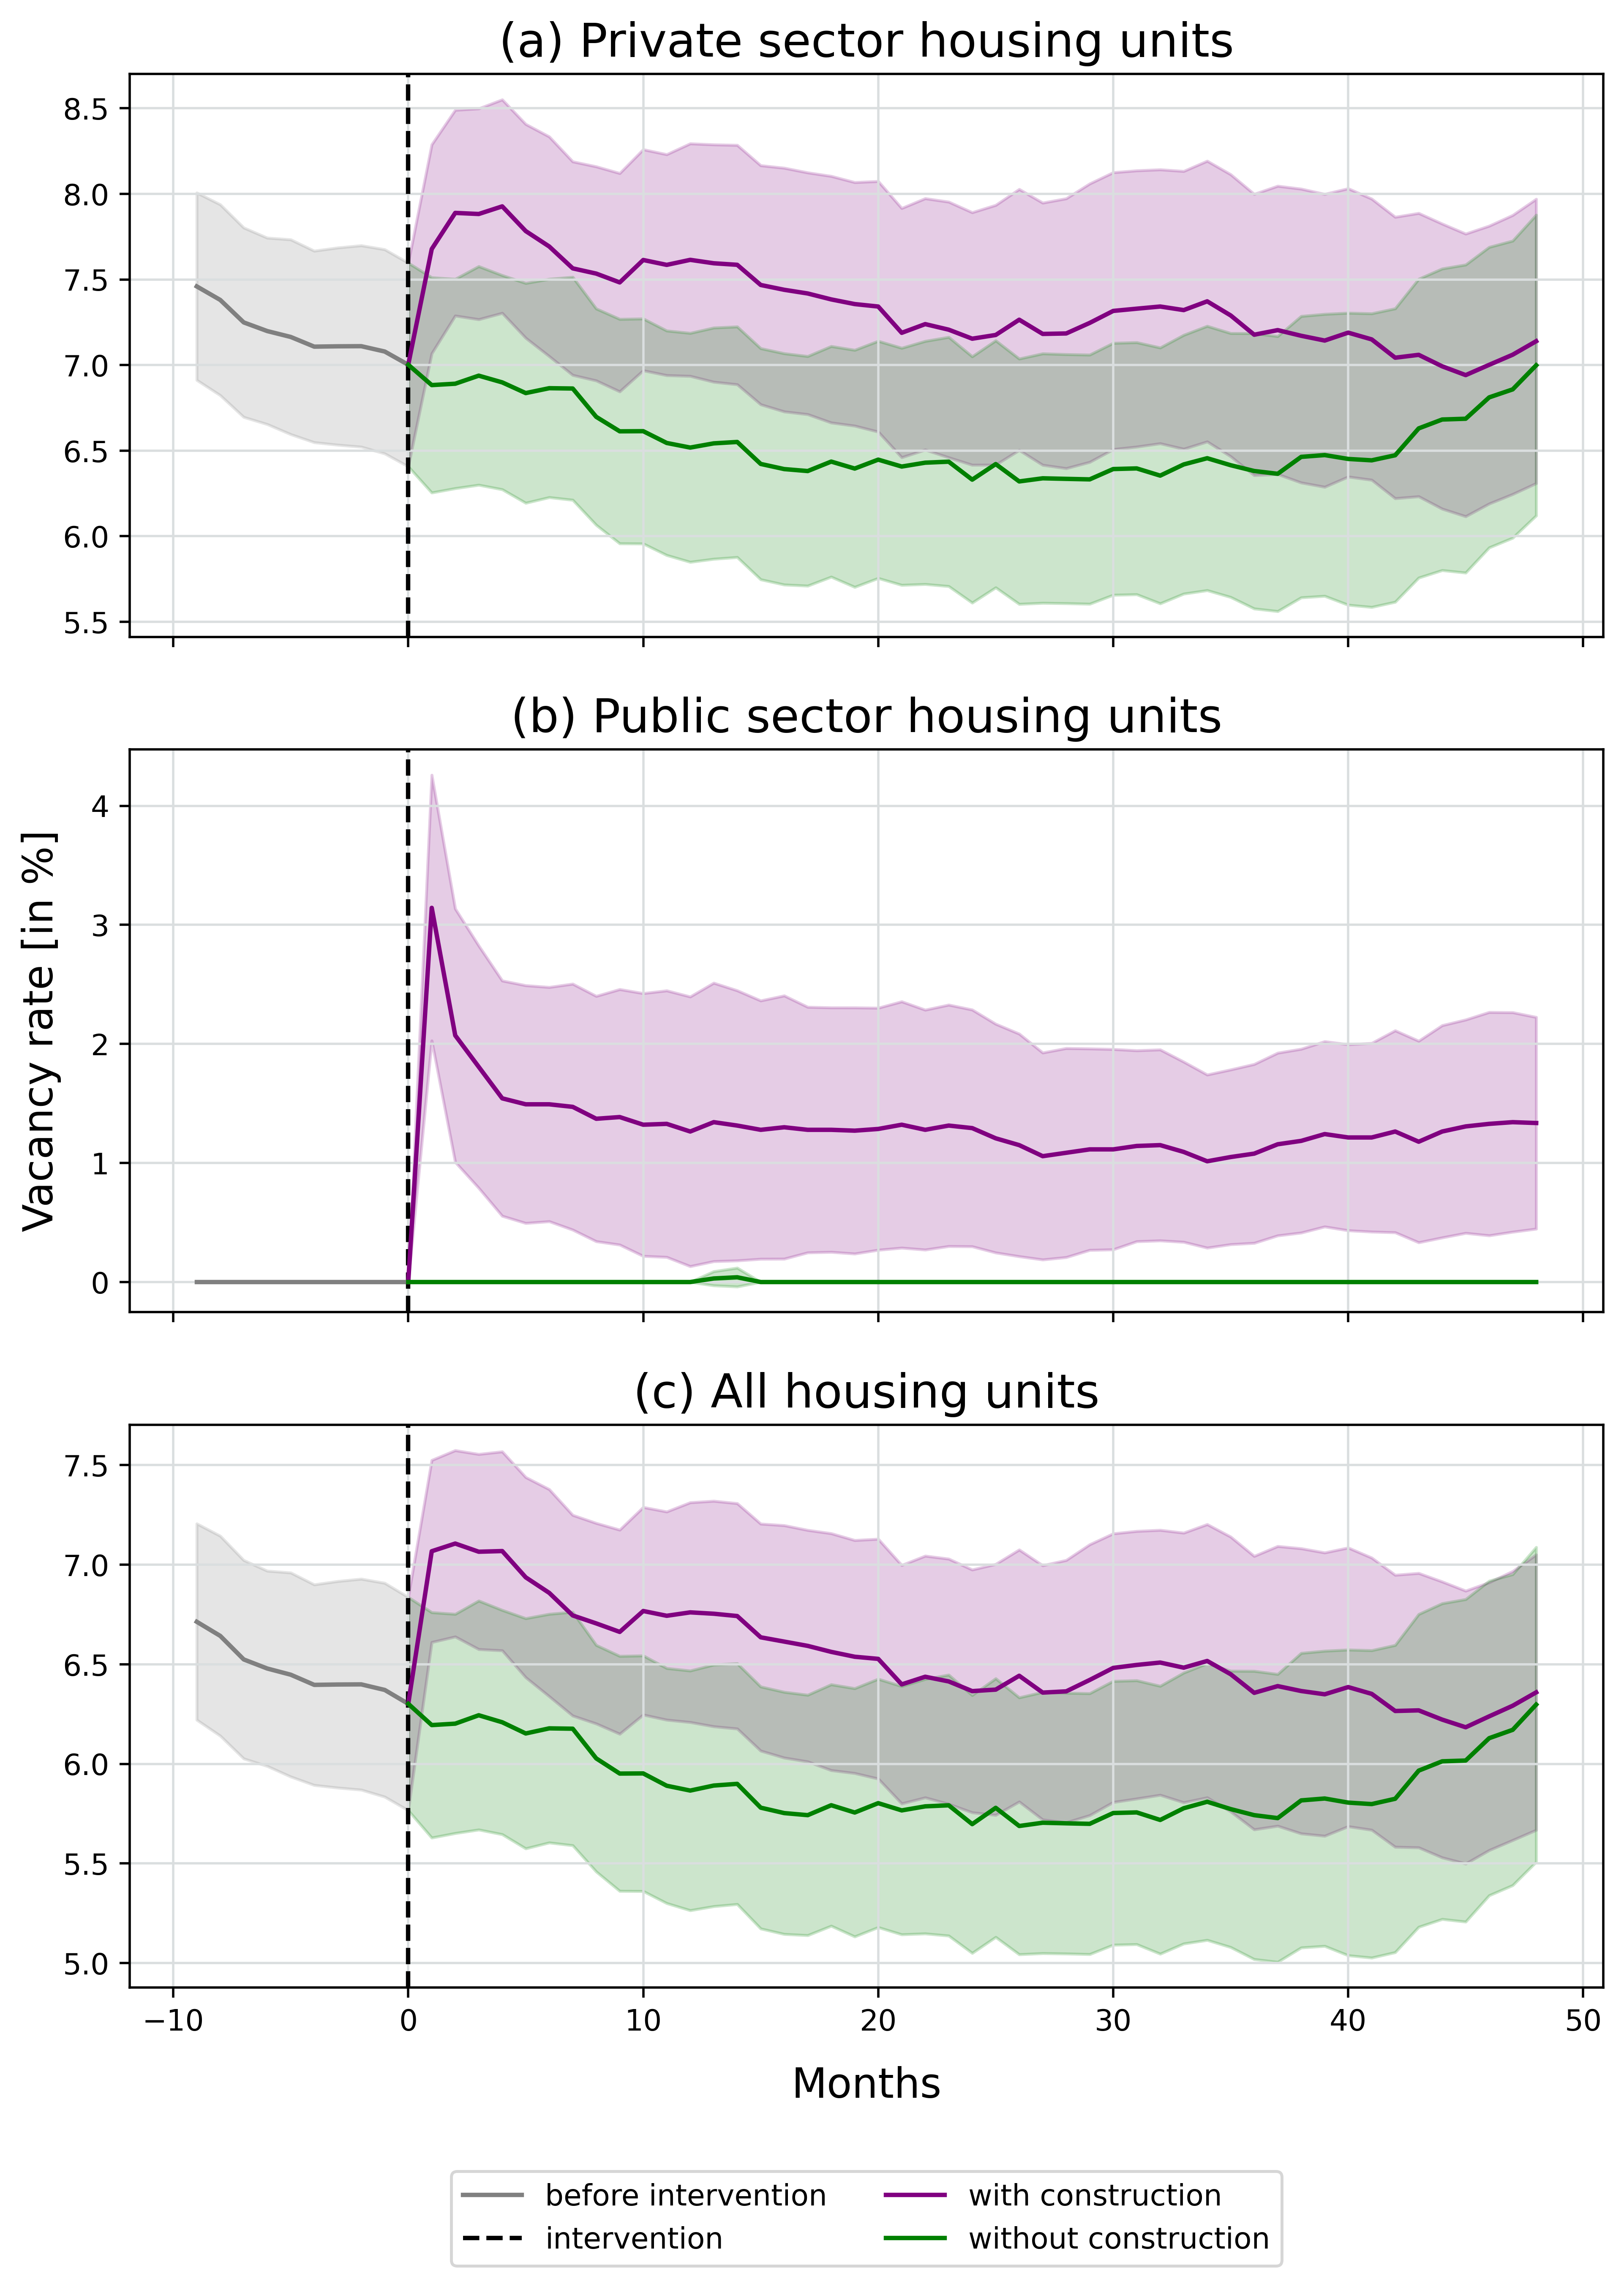 (a) Private sector housing units
8.5
8.0
7.5
7.0
6.5
6.0
5.5
(b) Public sector housing units
Vacancy rate [in %]
4
3
2
1
0
(c) All housing units
7.5
7.0
6.5
6.0
5.5
5.0
−10 0 10 20 30 40 50
Months
before intervention with construction
intervention without construction